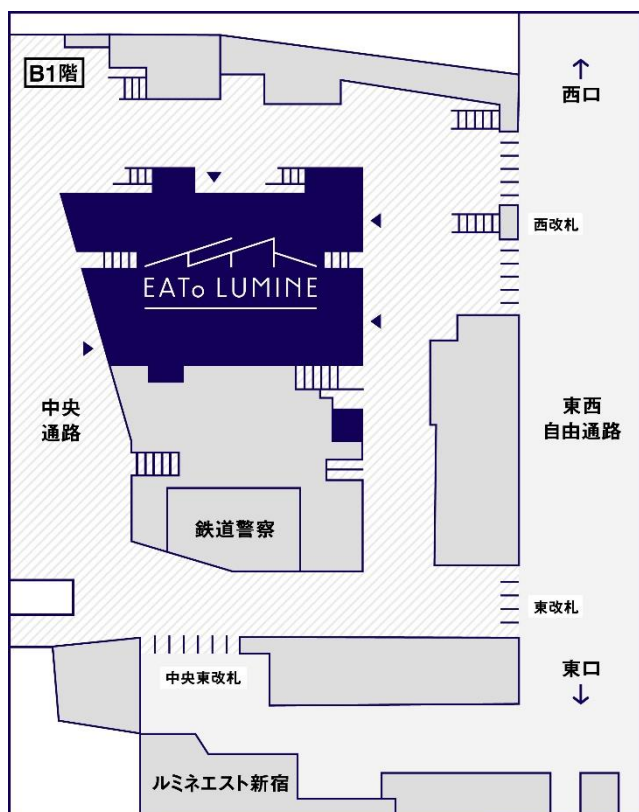 B1階
↑
西口
西改札
EATo LUMINE
中央
通路
東西
自由通路
鉄道警察
東改札
中央東改札
東口
↓
ルミネエスト新宿